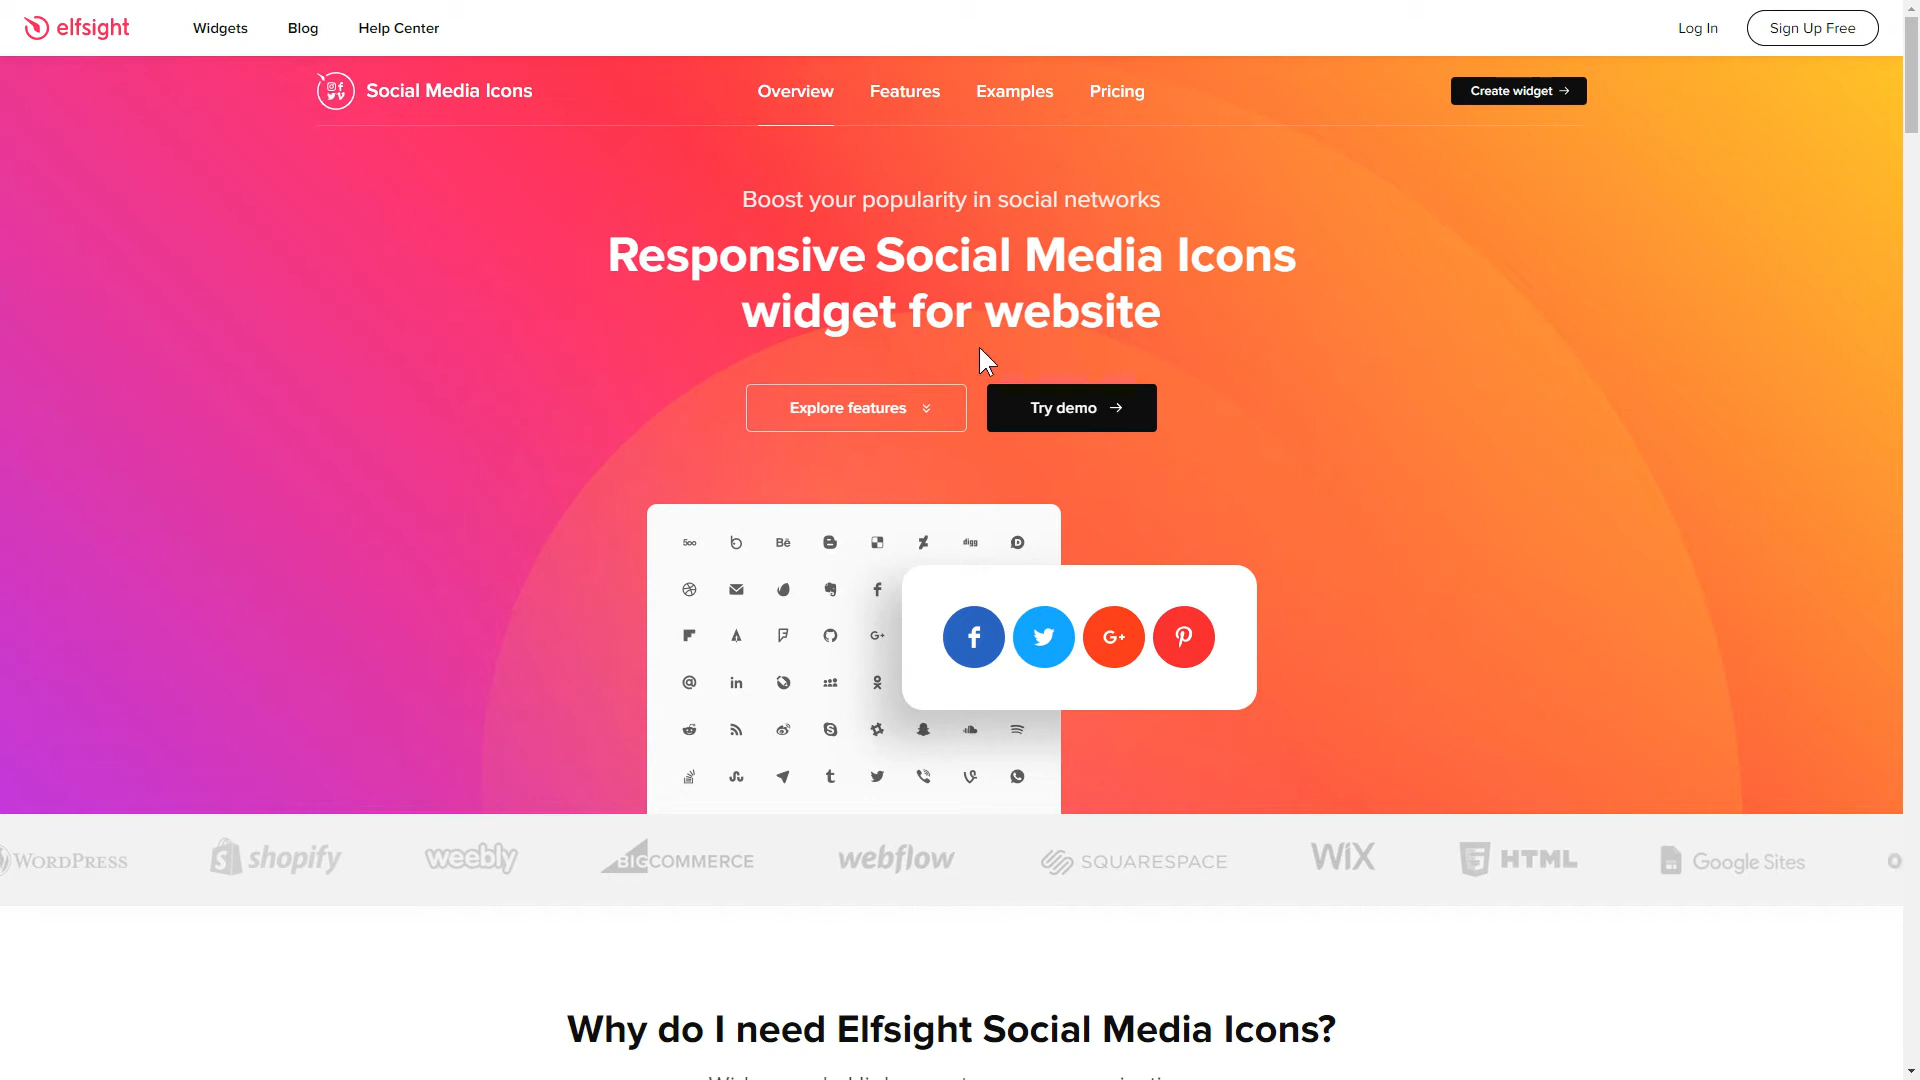 elfsight
Widgets
Blog
Help Center
Log In
Sign Up Free
Social Media Icons
Overview
Features
Examples
Pricing
Create widget
Boost your popularity in social networks
Responsive Social Media Icons
widget for website
Explore features
Try demo
500
Bē
digg
G+
in
G+
WORDPRESS
shopify
weebly
BIGCOMMERCE
webflow
SQUARESPACE
WiX
HTML
Google Sites
Why do I need Elfsight Social Media Icons?